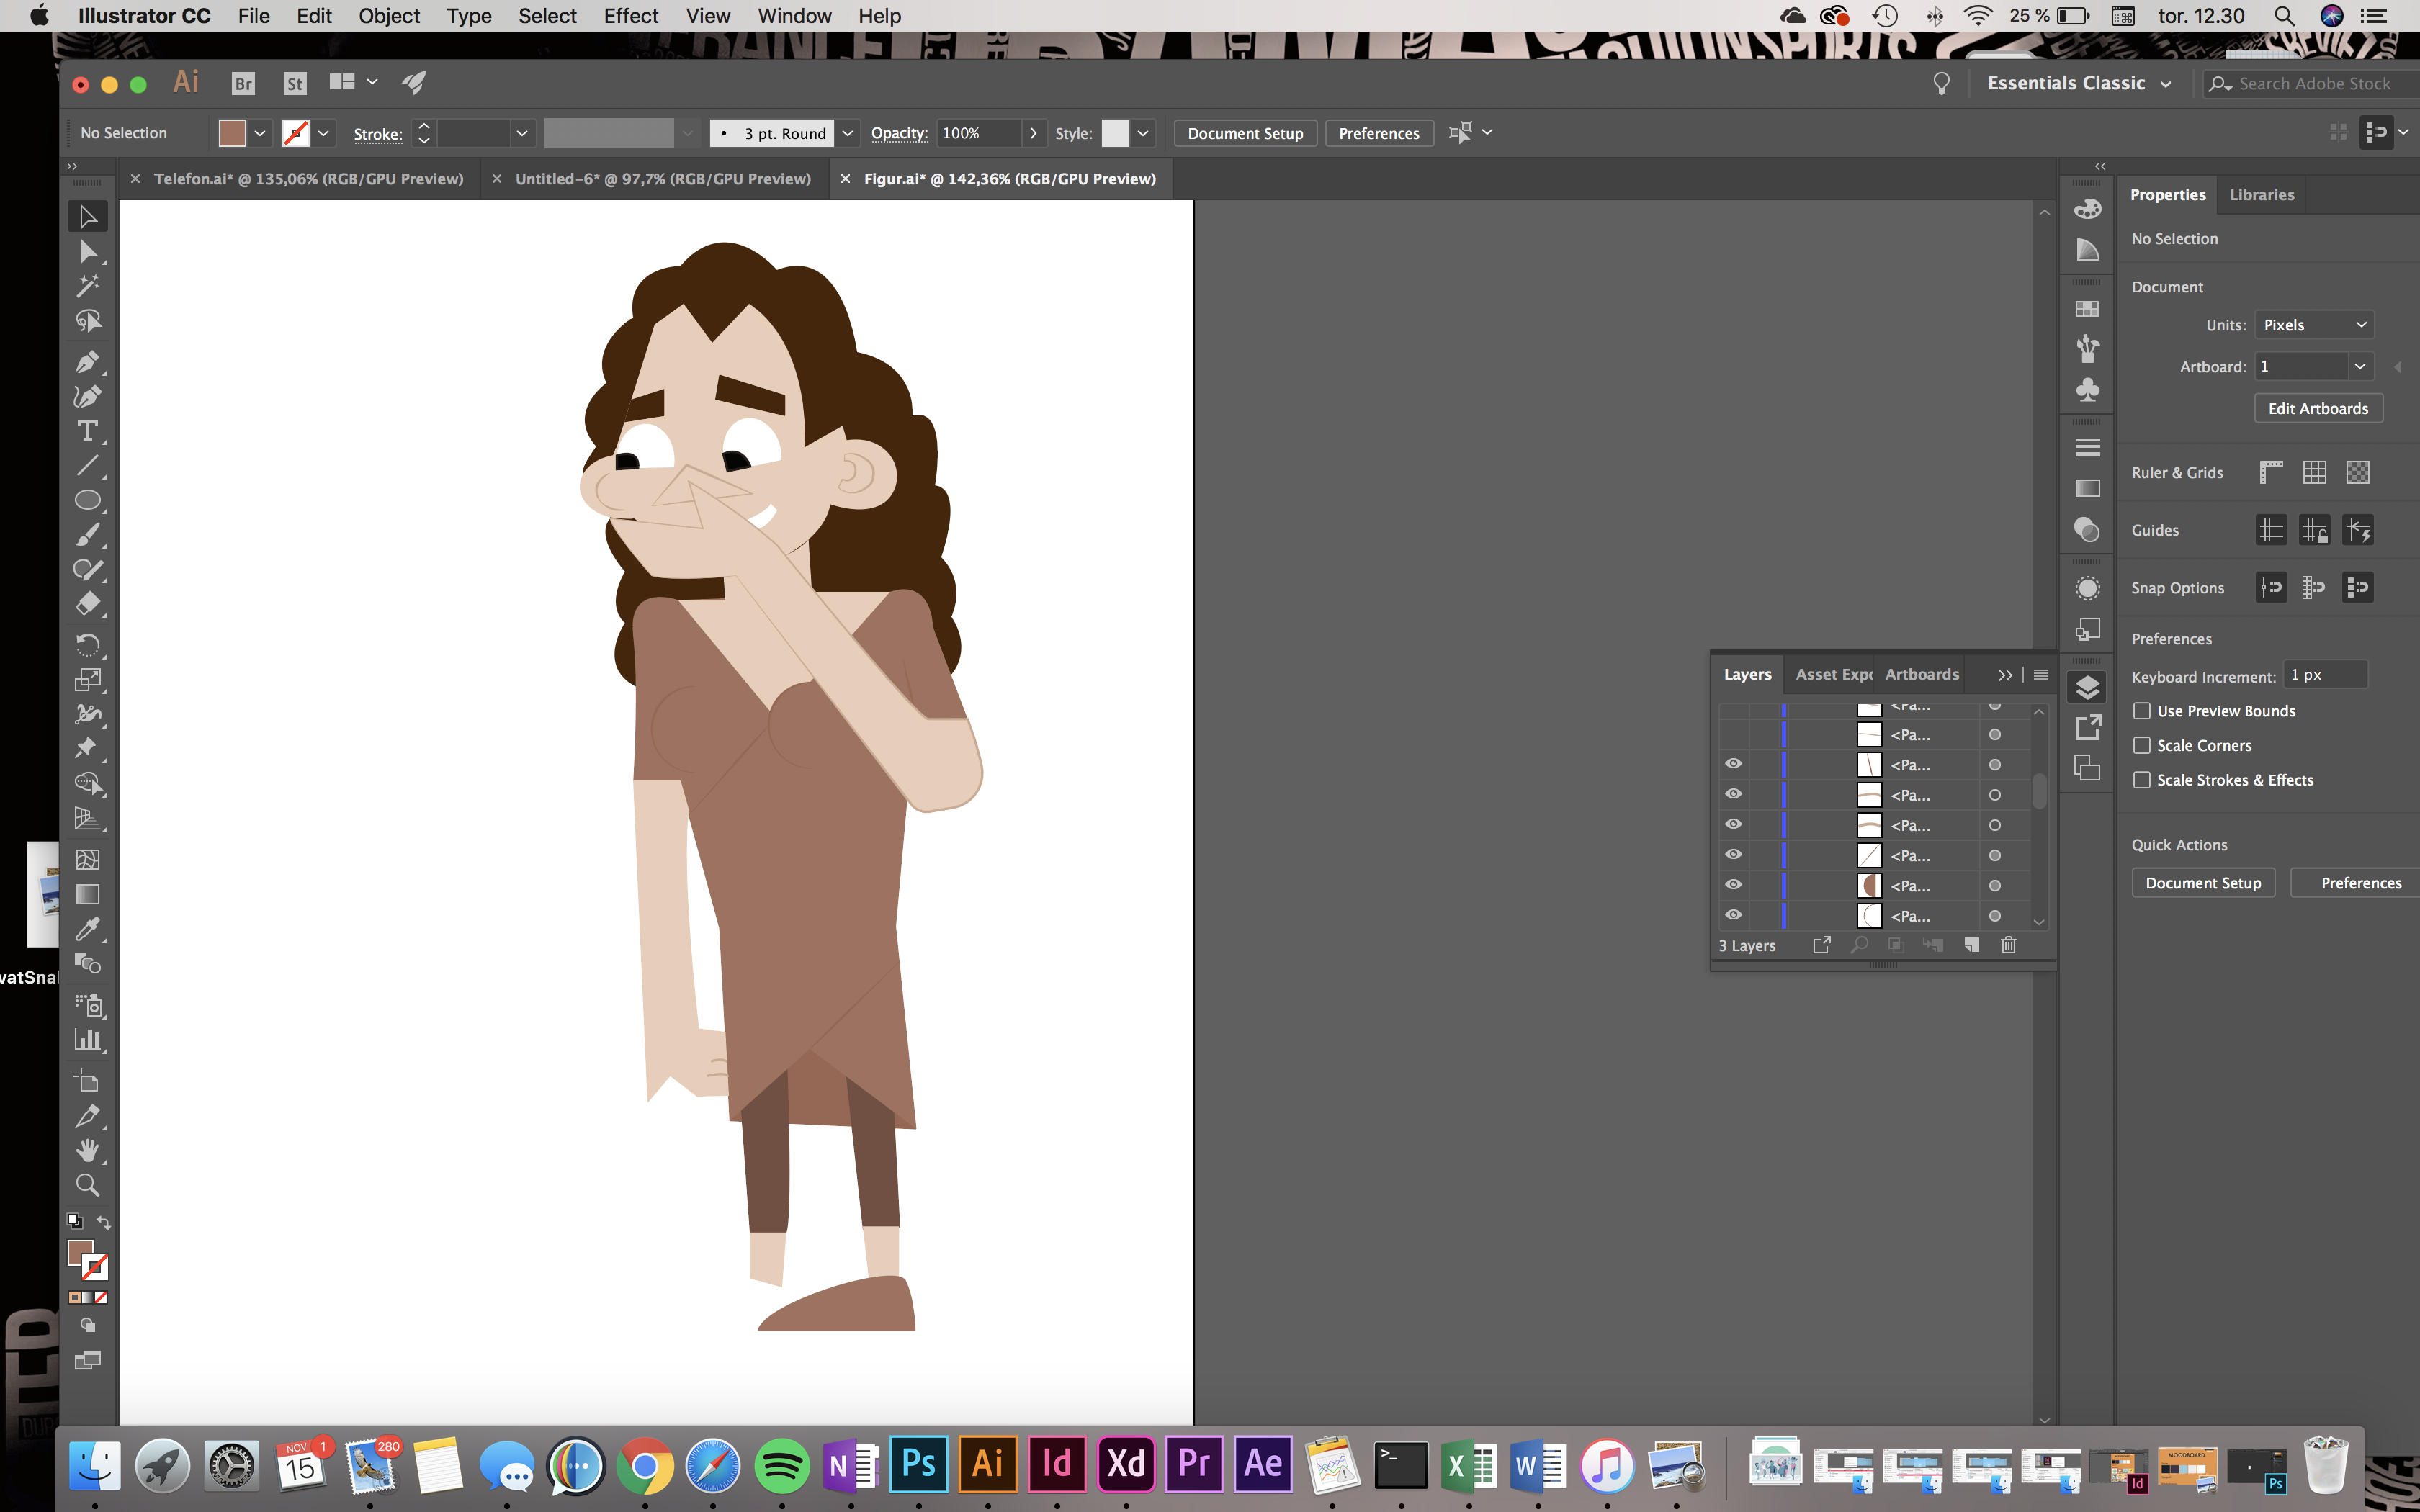 Illustrator CC File Edit Object Type Select Effect View Window Help 25 % tor. 12.30
Ai Br St Essentials Classic Search Adobe Stock
No Selection Stroke: 3 pt. Round Opacity: 100% Style: Document Setup Preferences
Telefon.ai* @ 135,06% (RGB/GPU Preview) Untitled-6* @ 97,7% (RGB/GPU Preview) Figur.ai* @ 142,36% (RGB/GPU Preview)
Properties Libraries
No Selection
Document
Units: Pixels
Artboard: 1
Edit Artboards
Ruler & Grids
Guides
Snap Options
Preferences
Keyboard Increment: 1 px
Use Preview Bounds
Scale Corners
Scale Strokes & Effects
Quick Actions
Document Setup Preferences
Layers Asset Expo Artboards
<Pa...
<Pa...
<Pa...
<Pa...
<Pa...
<Pa...
<Pa...
<Pa...
3 Layers
vatSnal
NOV 15 1 280 N Ps Ai Id Xd Pr Ae >_ X W Id MOODBOARD Ps